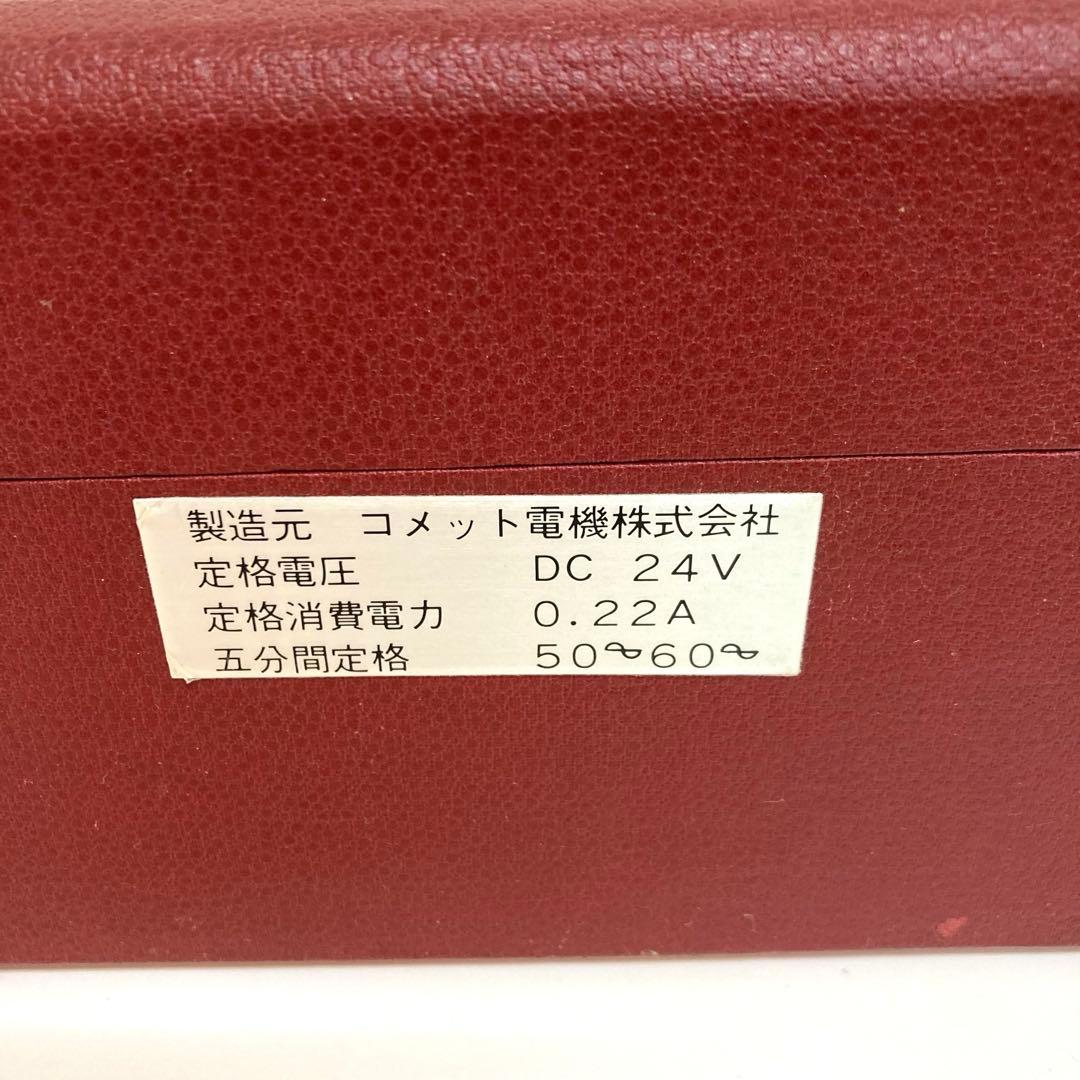 製造元　コメット電機株式会社
定格電圧　DC 24V
定格消費電力　0.22A
五分間定格　50~60~